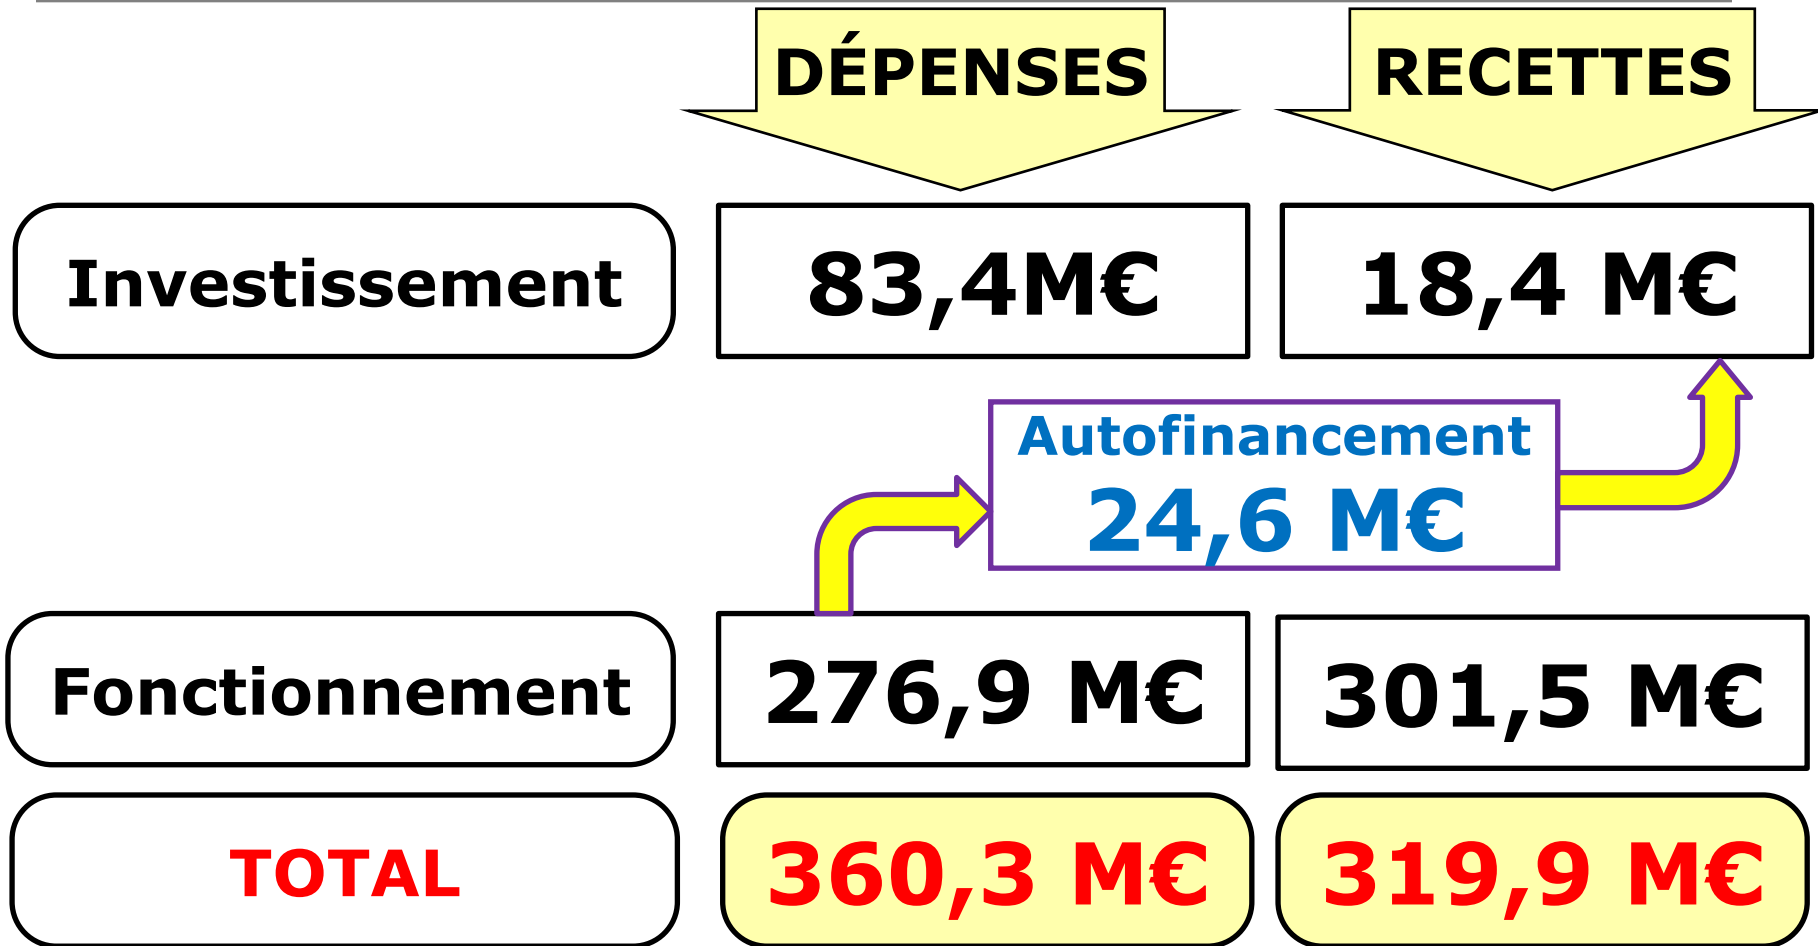 DÉPENSES
RECETTES
Investissement
83,4M€
18,4 M€
Autofinancement
24,6 M€
Fonctionnement
276,9 M€
301,5 M€
TOTAL
360,3 M€
319,9 M€